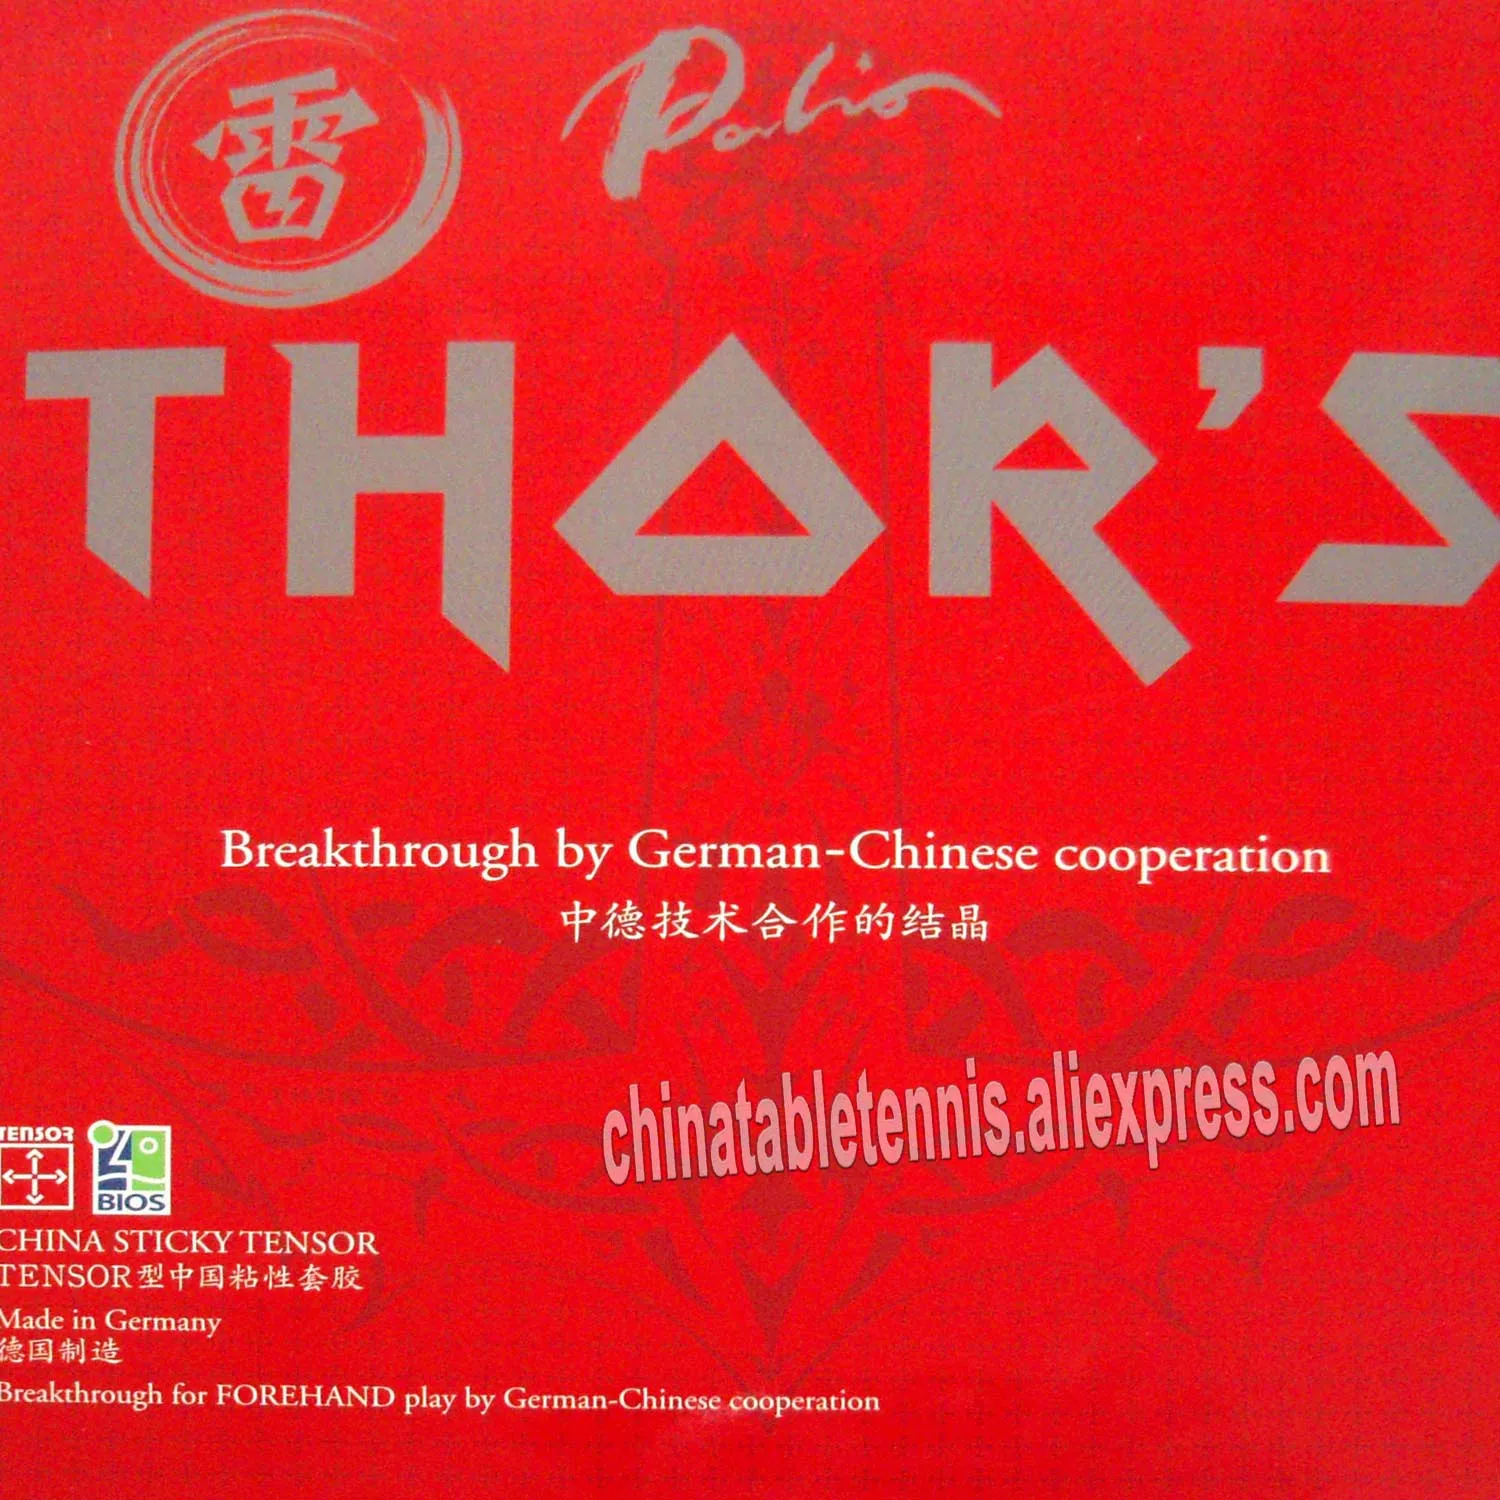 雷
Palio
THOR'S
Breakthrough by German-Chinese cooperation
中德技术合作的结晶
chinatabletennis.aliexpress.com
TENSOR
BIOS
CHINA STICKY TENSOR
TENSOR型中国粘性套胶
Made in Germany
德国制造
Breakthrough for FOREHAND play by German-Chinese cooperation